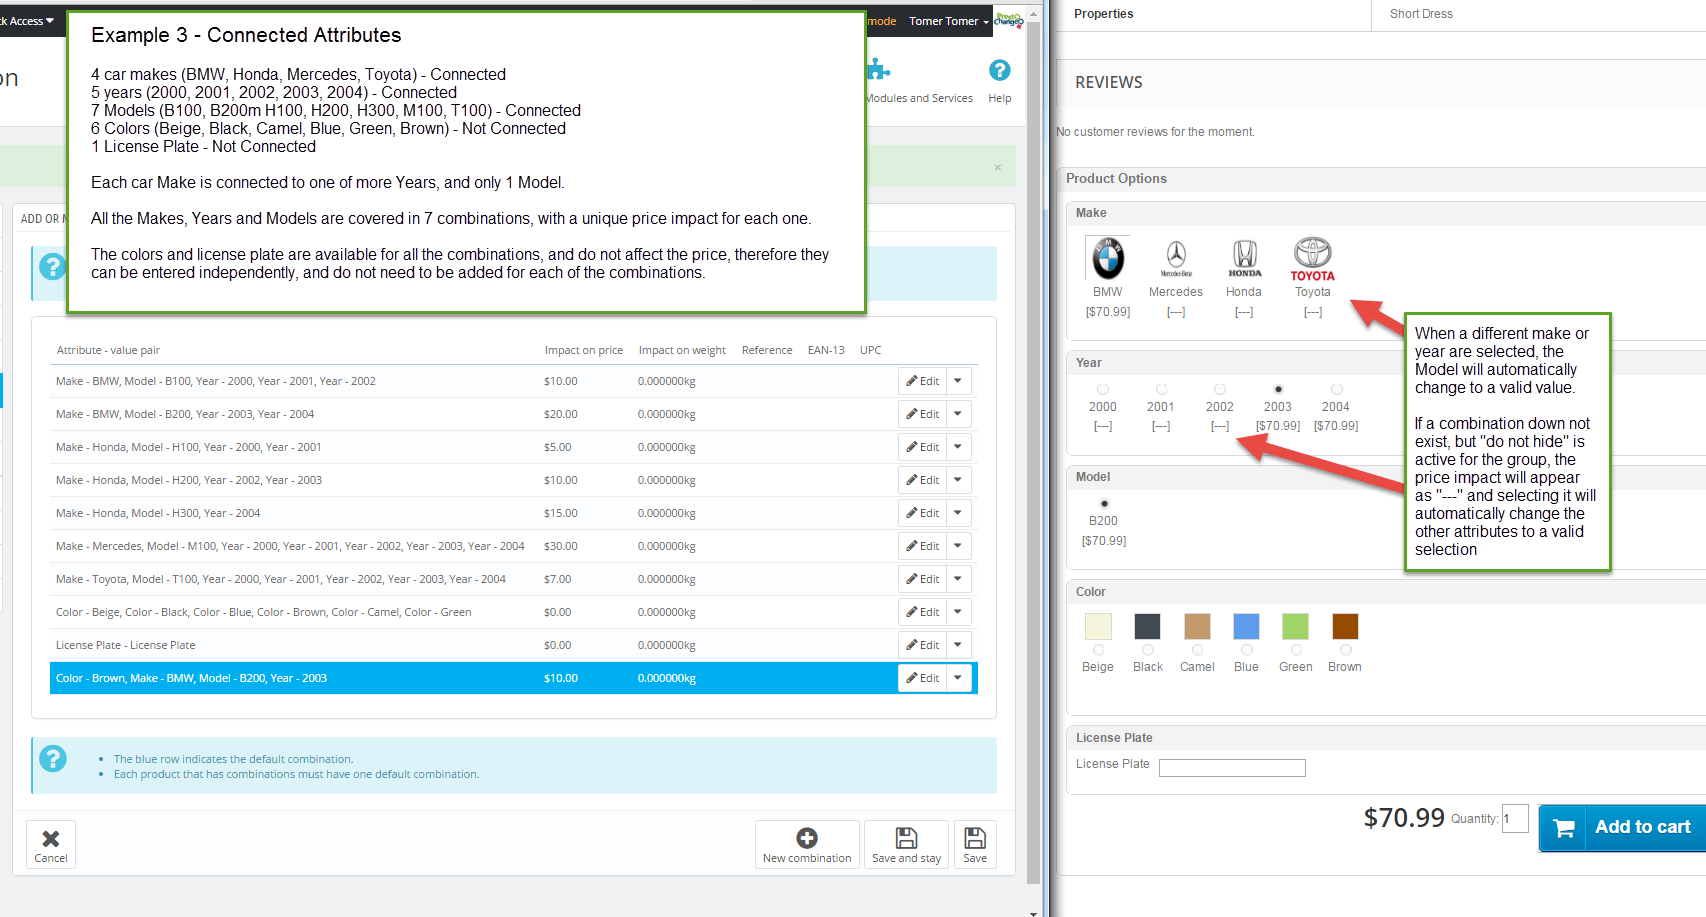 ck Access
mode
Tomer Tomer
Presto
Changeo
on
Modules and Services
Help
Example 3 - Connected Attributes
4 car makes (BMW, Honda, Mercedes, Toyota) - Connected
5 years (2000, 2001, 2002, 2003, 2004) - Connected
7 Models (B100, B200m H100, H200, H300, M100, T100) - Connected
6 Colors (Beige, Black, Camel, Blue, Green, Brown) - Not Connected
1 License Plate - Not Connected
Each car Make is connected to one of more Years, and only 1 Model.
All the Makes, Years and Models are covered in 7 combinations, with a unique price impact for each one.
The colors and license plate are available for all the combinations, and do not affect the price, therefore they
can be entered independently, and do not need to be added for each of the combinations.
×
ADD OR M
?
Attribute - value pair Impact on price Impact on weight Reference EAN-13 UPC
Make - BMW, Model - B100, Year - 2000, Year - 2001, Year - 2002 $10.00 0.000000kg Edit
Make - BMW, Model - B200, Year - 2003, Year - 2004 $20.00 0.000000kg Edit
Make - Honda, Model - H100, Year - 2000, Year - 2001 $5.00 0.000000kg Edit
Make - Honda, Model - H200, Year - 2002, Year - 2003 $10.00 0.000000kg Edit
Make - Honda, Model - H300, Year - 2004 $15.00 0.000000kg Edit
Make - Mercedes, Model - M100, Year - 2000, Year - 2001, Year - 2002, Year - 2003, Year - 2004 $30.00 0.000000kg Edit
Make - Toyota, Model - T100, Year - 2000, Year - 2001, Year - 2002, Year - 2003, Year - 2004 $7.00 0.000000kg Edit
Color - Beige, Color - Black, Color - Blue, Color - Brown, Color - Camel, Color - Green $0.00 0.000000kg Edit
License Plate - License Plate $0.00 0.000000kg Edit
Color - Brown, Make - BMW, Model - B200, Year - 2003 $10.00 0.000000kg Edit
?
• The blue row indicates the default combination.
• Each product that has combinations must have one default combination.
Cancel
New combination
Save and stay
Save
Properties Short Dress
REVIEWS
No customer reviews for the moment.
Product Options
Make
BMW
Mercedes-Benz
HONDA
TOYOTA
BMW Mercedes Honda Toyota
[$70.99] [---] [---] [---]
Year
2000 2001 2002 2003 2004
[---] [---] [---] [$70.99] [$70.99]
Model
B200
[$70.99]
When a different make or
year are selected, the
Model will automatically
change to a valid value.
If a combination down not
exist, but "do not hide" is
active for the group, the
price impact will appear
as "---" and selecting it will
automatically change the
other attributes to a valid
selection
Color
Beige Black Camel Blue Green Brown
License Plate
License Plate
$70.99 Quantity: 1 Add to cart